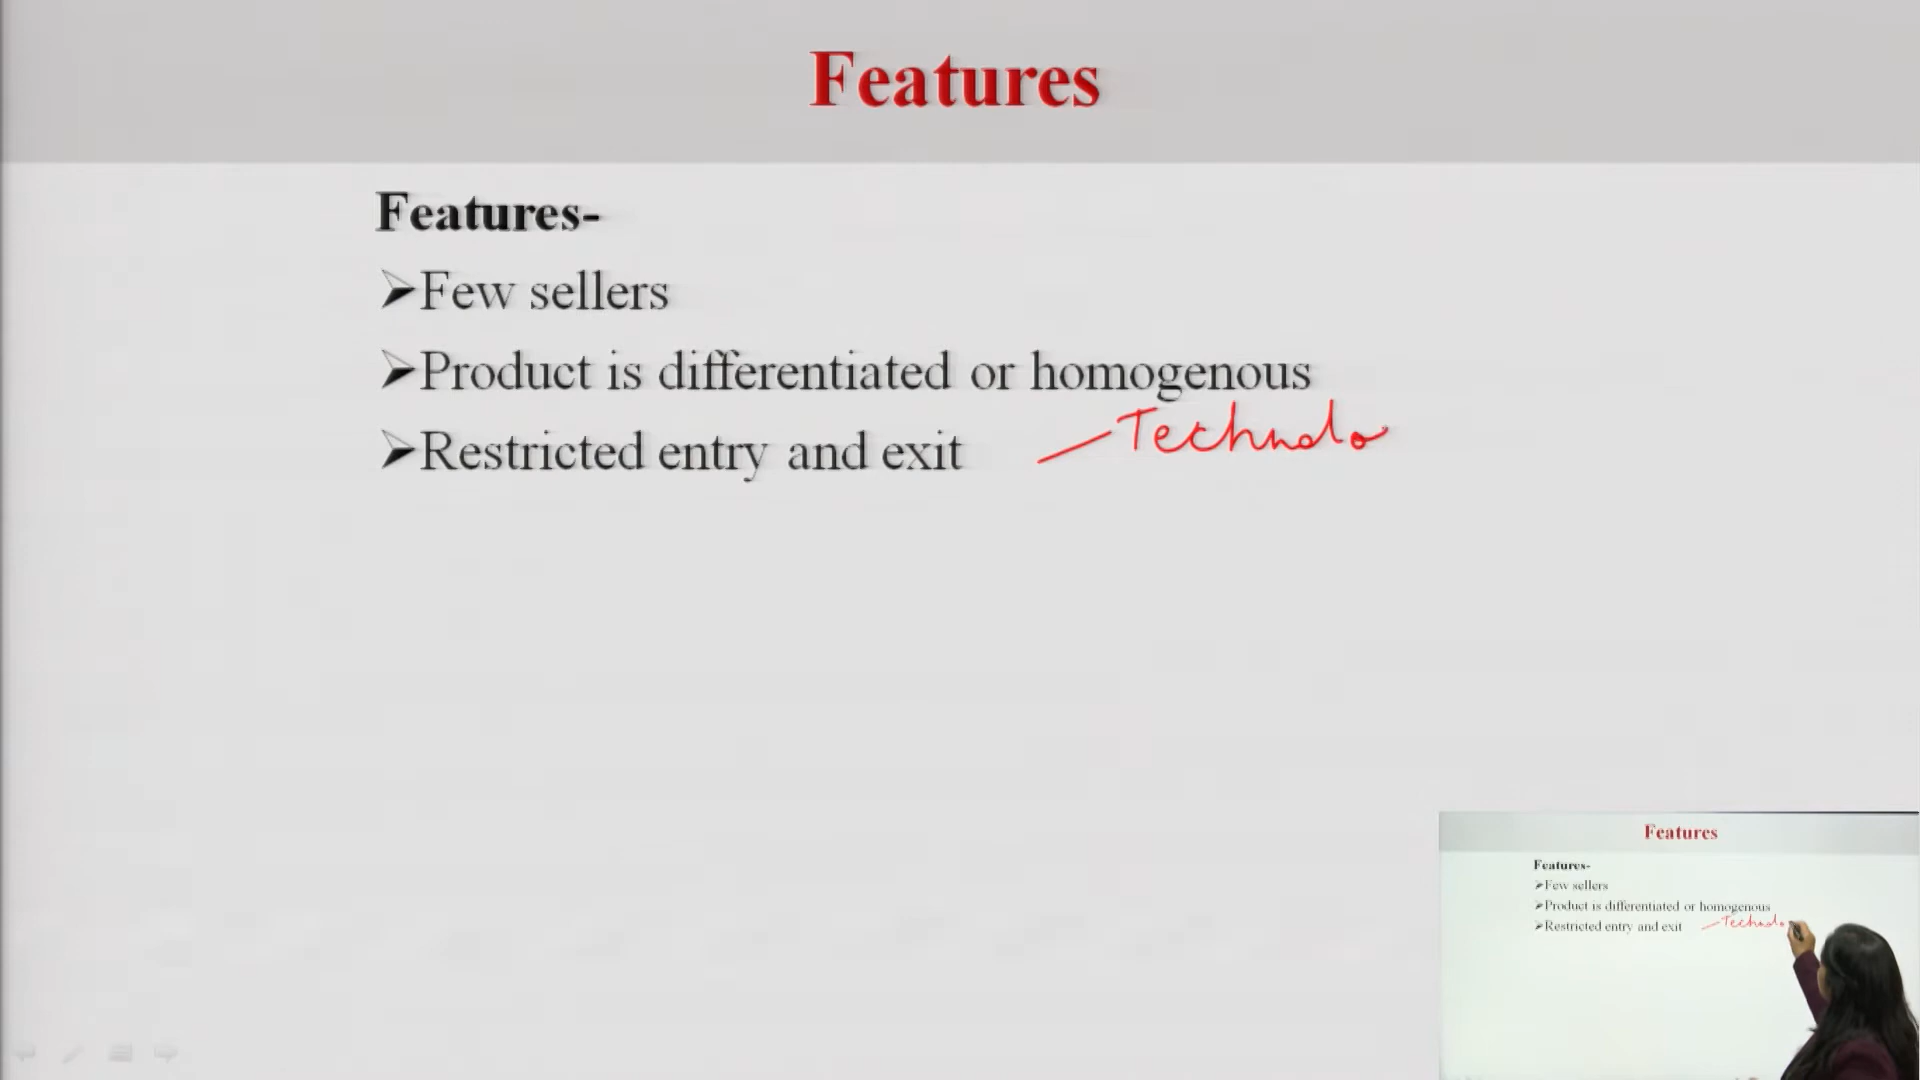 Features
Features-
➤Few sellers
➤Product is differentiated or homogenous
➤Restricted entry and exit
Technolo
Features
Features-
➤Few sellers
➤Product is differentiated or homogenous
➤Restricted entry and exit
Technolo